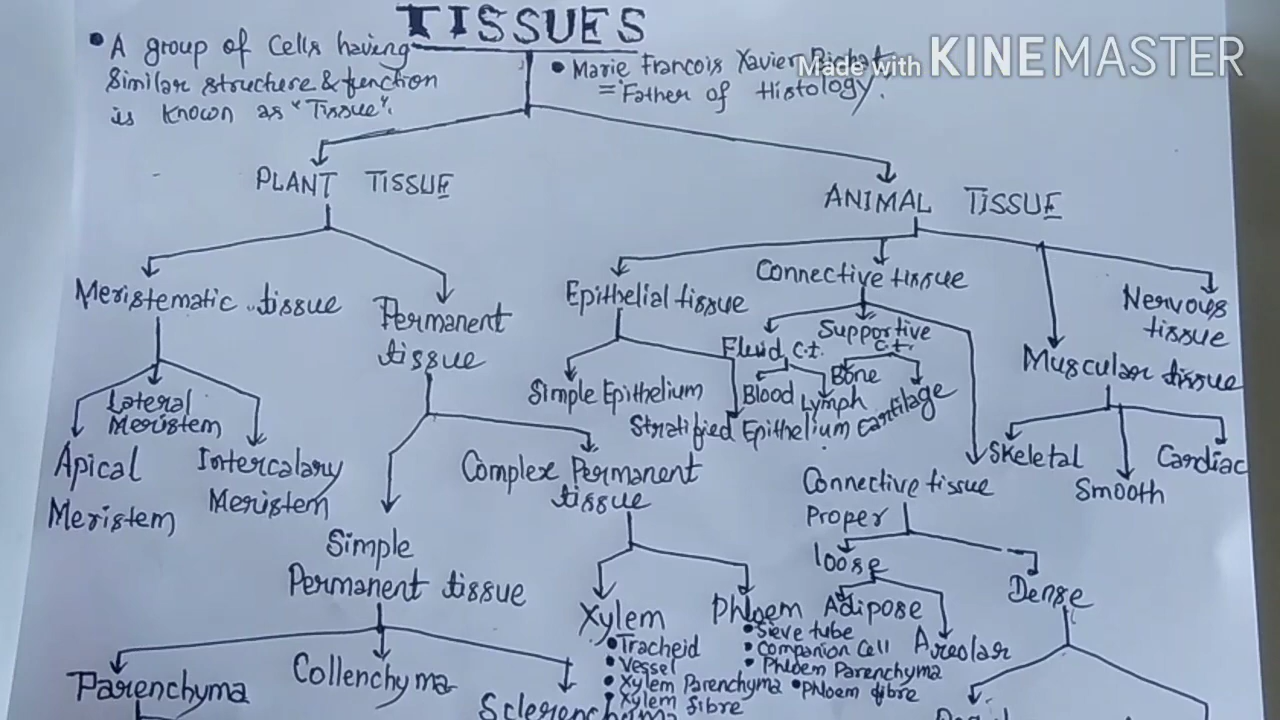 TISSUES
• A group of Cells having
Similar structure & function
is known as "Tissue".
• Marie Francois Xavier Bichat
= Father of Histology.
Made with KINEMASTER
PLANT TISSUE
ANIMAL TISSUE
Meristematic tissue
Permanent
tissue
Epithelial tissue
Connective tissue
Nervous
tissue
Muscular tissue
Lateral
Meristem
Apical
Meristem
Intercalary
Meristem
Simple Epithelium
Stratified Epithelium
Fluid c.t.
Supportive
c.t.
Blood
Lymph
Bone
Cartilage
Skeletal
Smooth
Cardiac
Complex Permanent
tissue
Connective tissue
Proper
Simple
Permanent tissue
loose
Dense
Adipose
Areolar
Xylem
• Tracheid
• Vessel
• Xylem Parenchyma
• Xylem fibre
Phloem
• Sieve tube
• Companion Cell
• Phloem Parenchyma
• Phloem fibre
Parenchyma
Collenchyma
Sclerenchyma